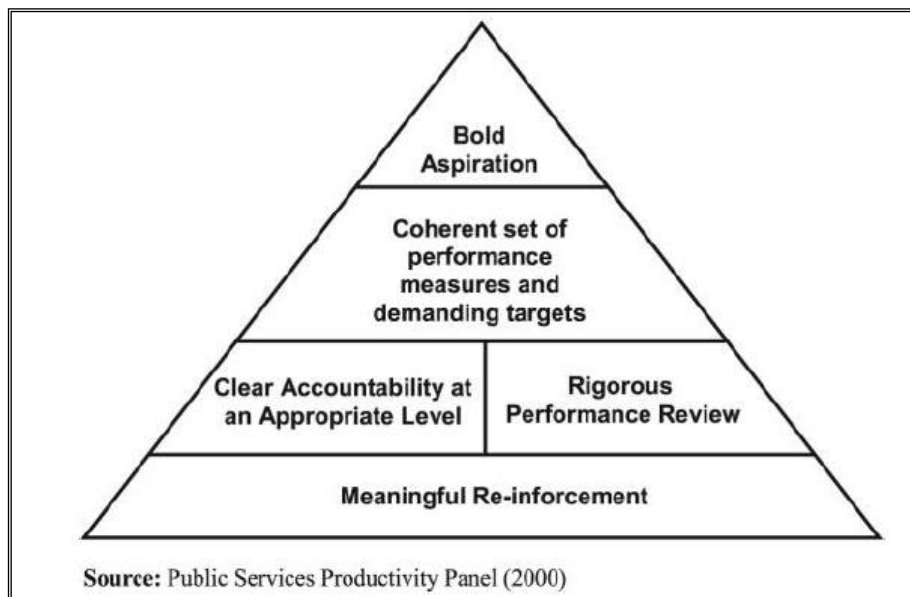 Bold
Aspiration
Coherent set of
performance
measures and
demanding targets
Clear Accountability at
an Appropriate Level
Rigorous
Performance Review
Meaningful Re-inforcement
Source: Public Services Productivity Panel (2000)